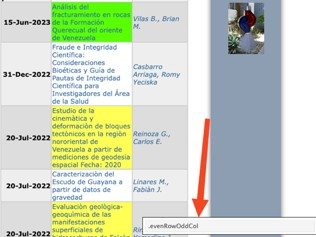 15-Jun-2023
Análisis del
fracturamiento en rocas
de la Formación
Querecual del oriente
de Venezuela
Vilas B., Brian
M.
31-Dec-2022
Fraude e Integridad
Científica:
Consideraciones
Bioéticas y Guía de
Pautas de Integridad
Científica para
Investigadores del Área
de la Salud
Casbarro
Arriaga, Romy
Yeciska
20-Jul-2022
Estudio de la
cinemática y
deformación de bloques
tectónicos en la región
nororiental de
Venezuela a partir de
mediciones de geodesia
espacial Fecha: 2020
Reinoza G.,
Carlos E.
20-Jul-2022
Caracterización del
Escudo de Guayana a
partir de datos de
gravedad
Linares M.,
Fabián J.
20-Jul-2022
Evaluación geológica-
geoquímica de las
manifestaciones
superficiales de
.evenRowOddCol